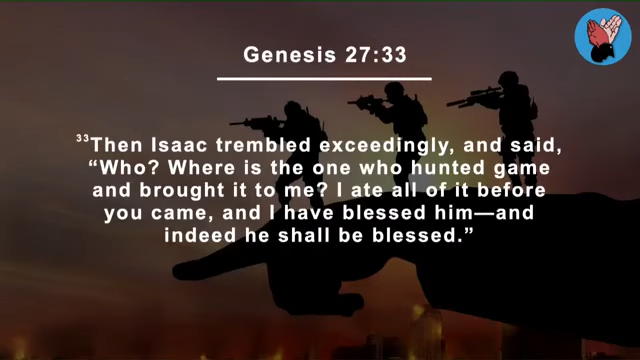 Genesis 27:33
³³Then Isaac trembled exceedingly, and said,
“Who? Where is the one who hunted game
and brought it to me? I ate all of it before
you came, and I have blessed him—and
indeed he shall be blessed.”